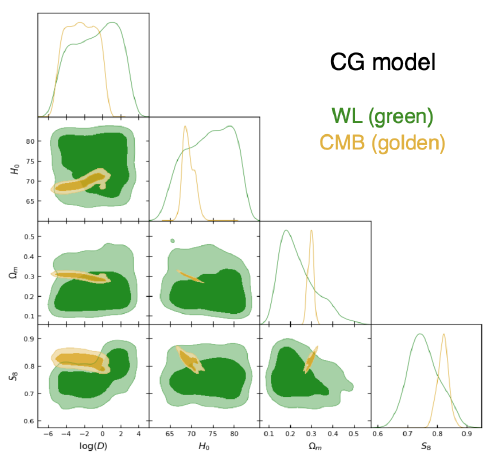 CG model
WL (green)
CMB (golden)
80
75
70
65
H₀
0.5
0.4
0.3
0.2
0.1
Ωₘ
0.9
0.8
0.7
0.6
S₈
−6 −4 −2 0 2 4
65 70 75 80
0.1 0.2 0.3 0.4 0.5
0.6 0.7 0.8 0.9
log(D)
H₀
Ωₘ
S₈